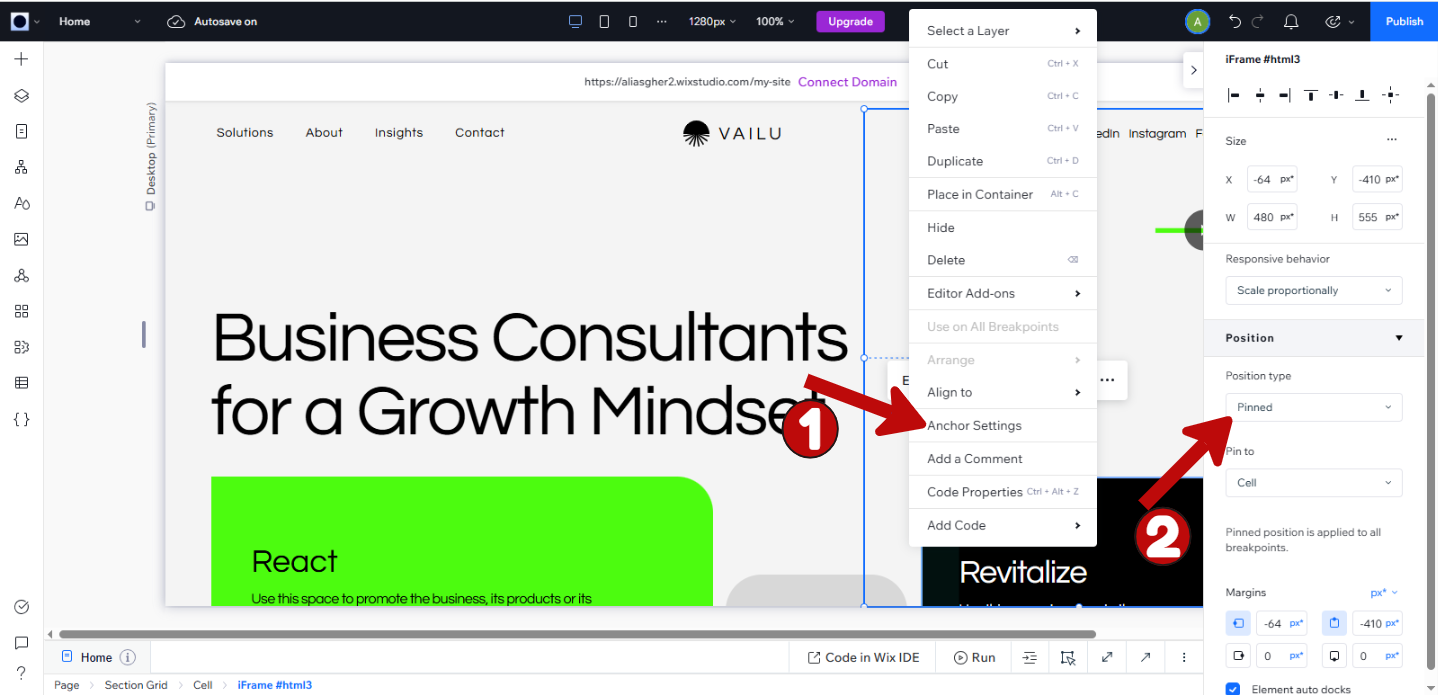 Home
Autosave on
1280px
100%
Upgrade
A
Publish
https://aliasgher2.wixstudio.com/my-site Connect Domain
Desktop (Primary)
Solutions
About
Insights
Contact
VAILU
Instagram
Business Consultants
for a Growth Mindset
React
Use this space to promote the business, its products or its
Revitalize
Select a Layer
Cut Ctrl + X
Copy Ctrl + C
Paste Ctrl + V
Duplicate Ctrl + D
Place in Container Alt + C
Hide
Delete
Editor Add-ons
Use on All Breakpoints
Arrange
Align to
Anchor Settings
Add a Comment
Code Properties Ctrl + Alt + Z
Add Code
1
2
iFrame #html3
Size
X -64 px* Y -410 px*
W 480 px* H 555 px*
Responsive behavior
Scale proportionally
Position
Position type
Pinned
Pin to
Cell
Pinned position is applied to all
breakpoints.
Margins px*
-64 px* -410 px*
0 px* 0 px*
Element auto docks
Home
Code in Wix IDE
Run
Page > Section Grid > Cell > iFrame #html3